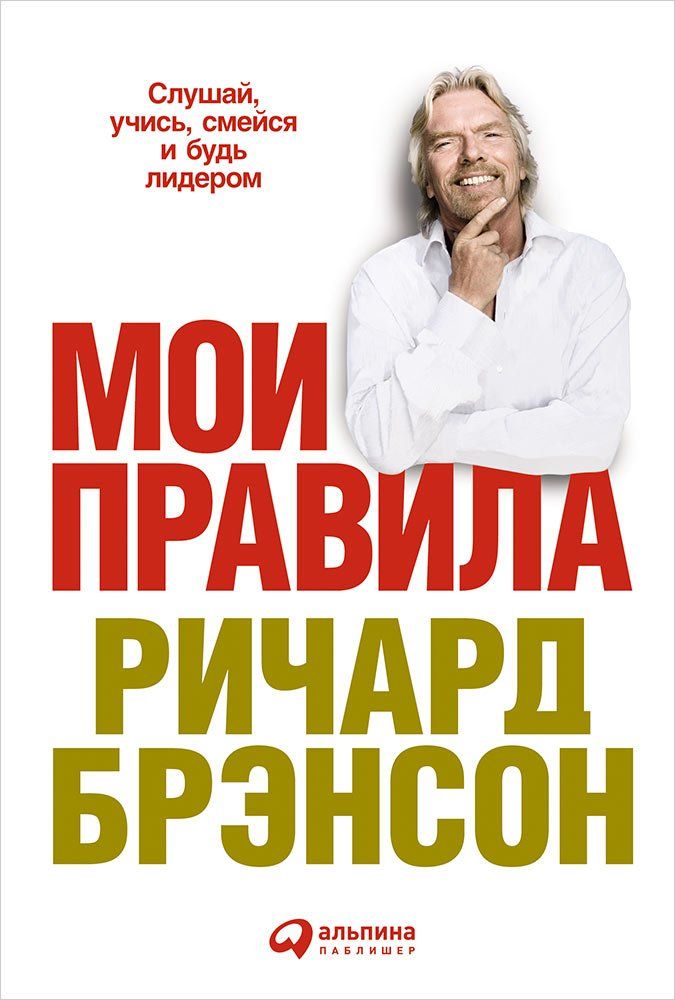 Слушай,
учись, смейся
и будь
лидером
МОИ
ПРАВИЛА
РИЧАРД
БРЭНСОН
альпина
ПАБЛИШЕР